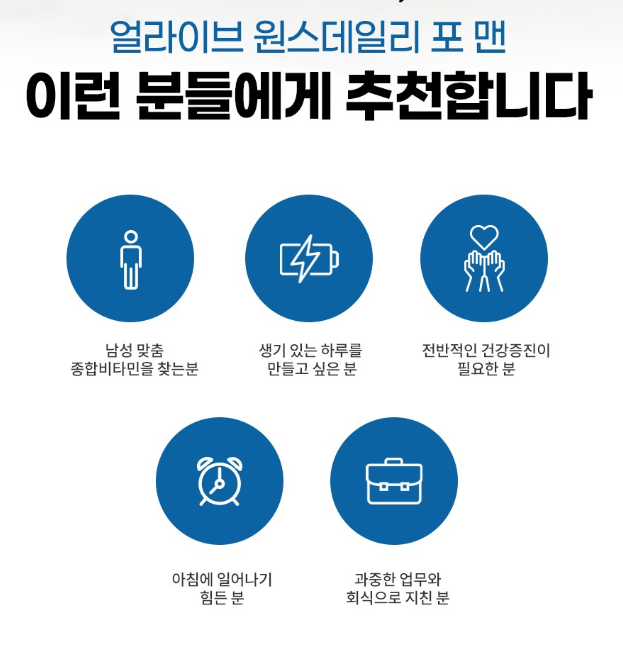 얼라이브 원스데일리 포 맨
이런 분들에게 추천합니다
남성 맞춤
종합비타민을 찾는분
생기 있는 하루를
만들고 싶은 분
전반적인 건강증진이
필요한 분
아침에 일어나기
힘든 분
과중한 업무와
회식으로 지친 분